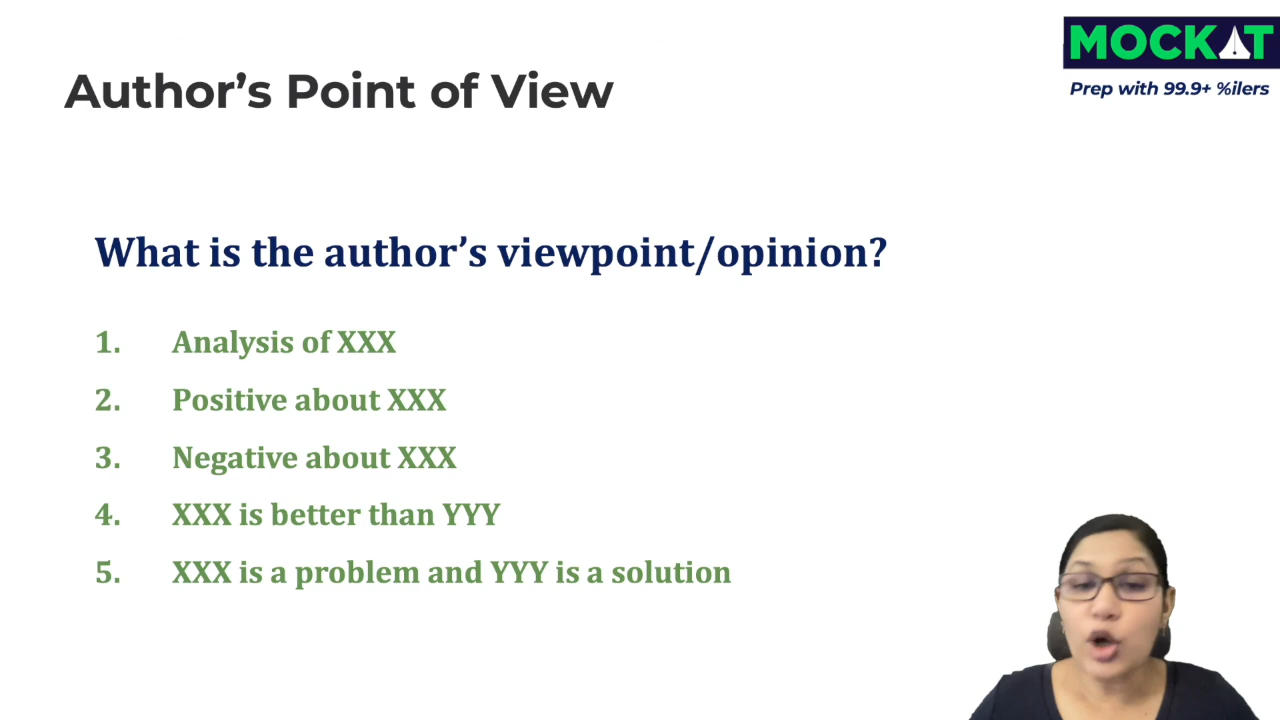 MOCKAT
Prep with 99.9+ %ilers
Author’s Point of View
What is the author’s viewpoint/opinion?
1. Analysis of XXX
2. Positive about XXX
3. Negative about XXX
4. XXX is better than YYY
5. XXX is a problem and YYY is a solution